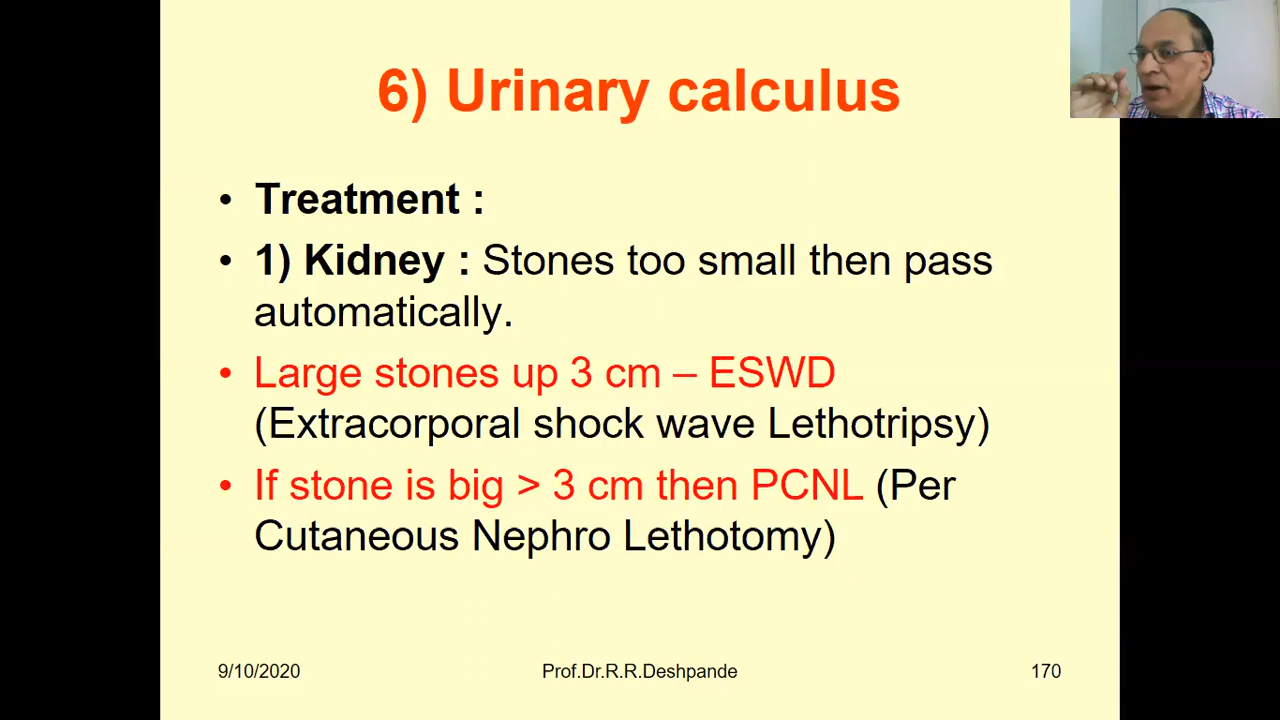 6) Urinary calculus
• Treatment :
• 1) Kidney : Stones too small then pass
automatically.
• Large stones up 3 cm – ESWD
(Extracorporal shock wave Lethotripsy)
• If stone is big > 3 cm then PCNL (Per
Cutaneous Nephro Lethotomy)
9/10/2020
Prof.Dr.R.R.Deshpande
170